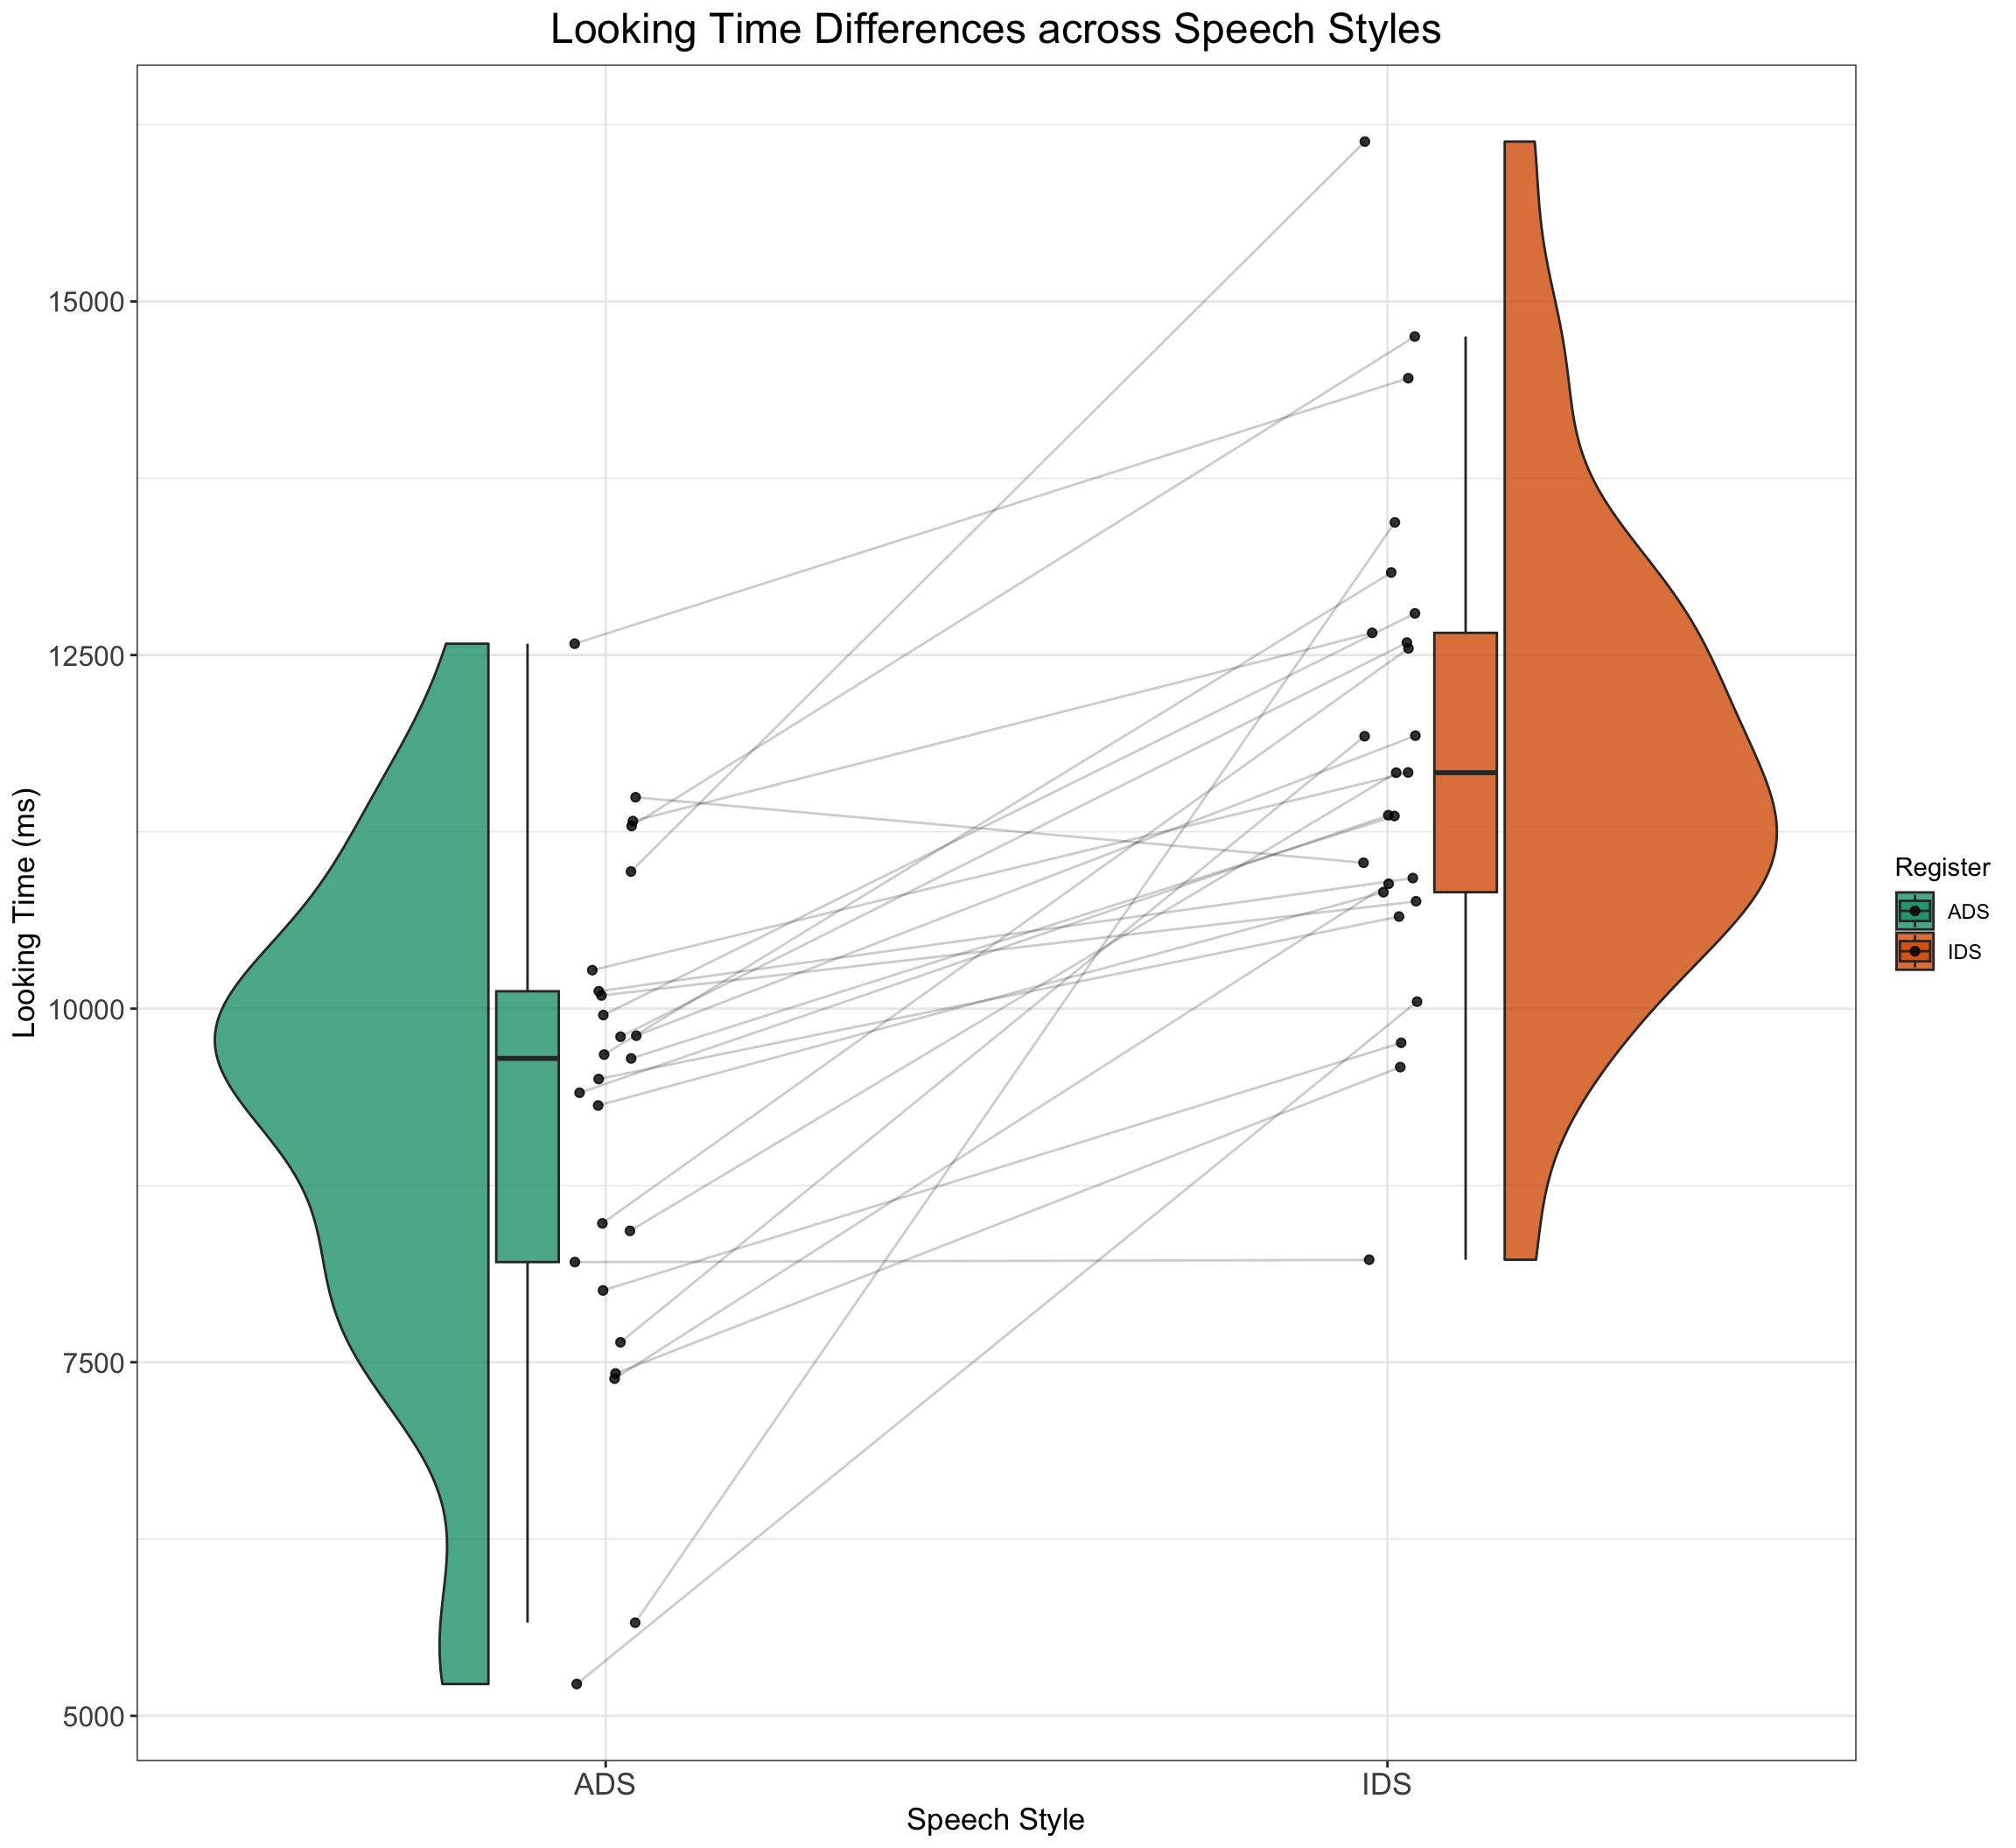 Looking Time Differences across Speech Styles
Looking Time (ms)
15000
12500
10000
7500
5000
ADS
IDS
Speech Style
Register
ADS
IDS